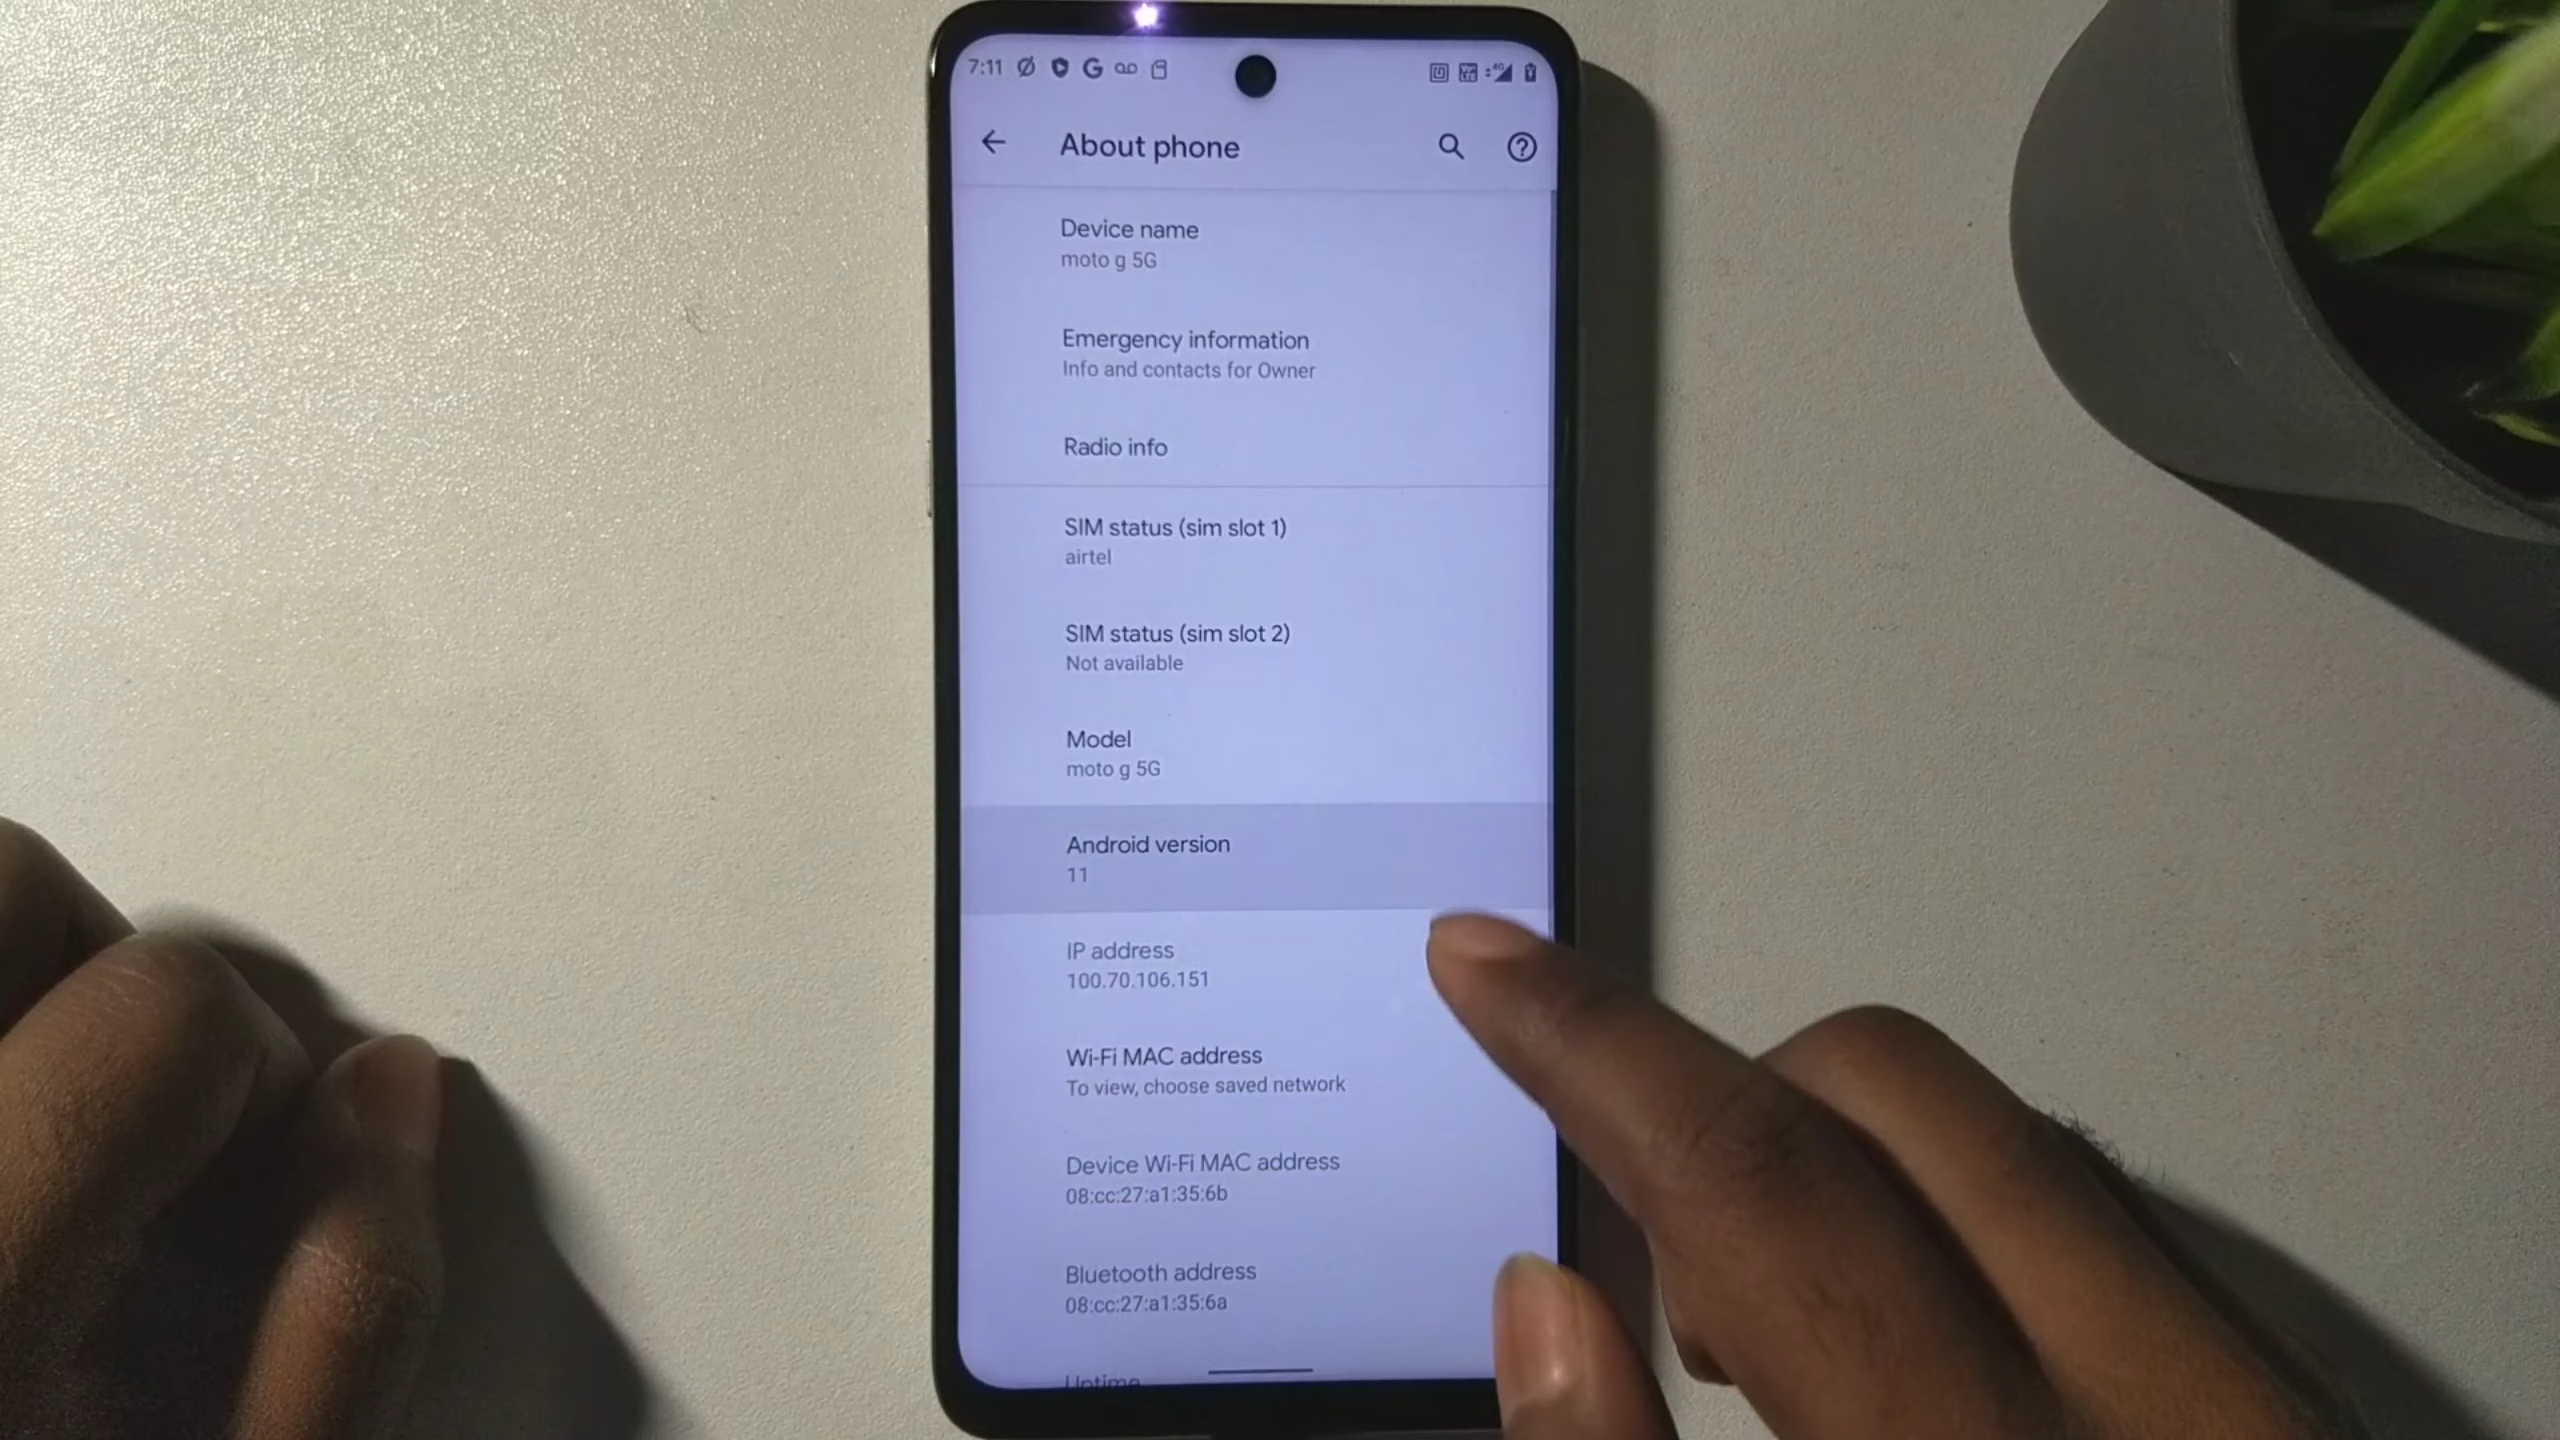 7:11
About phone
Device name
moto g 5G
Emergency information
Info and contacts for Owner
Radio info
SIM status (sim slot 1)
airtel
SIM status (sim slot 2)
Not available
Model
moto g 5G
Android version
11
IP address
100.70.106.151
Wi-Fi MAC address
To view, choose saved network
Device Wi-Fi MAC address
08:cc:27:a1:35:6b
Bluetooth address
08:cc:27:a1:35:6a
Uptime